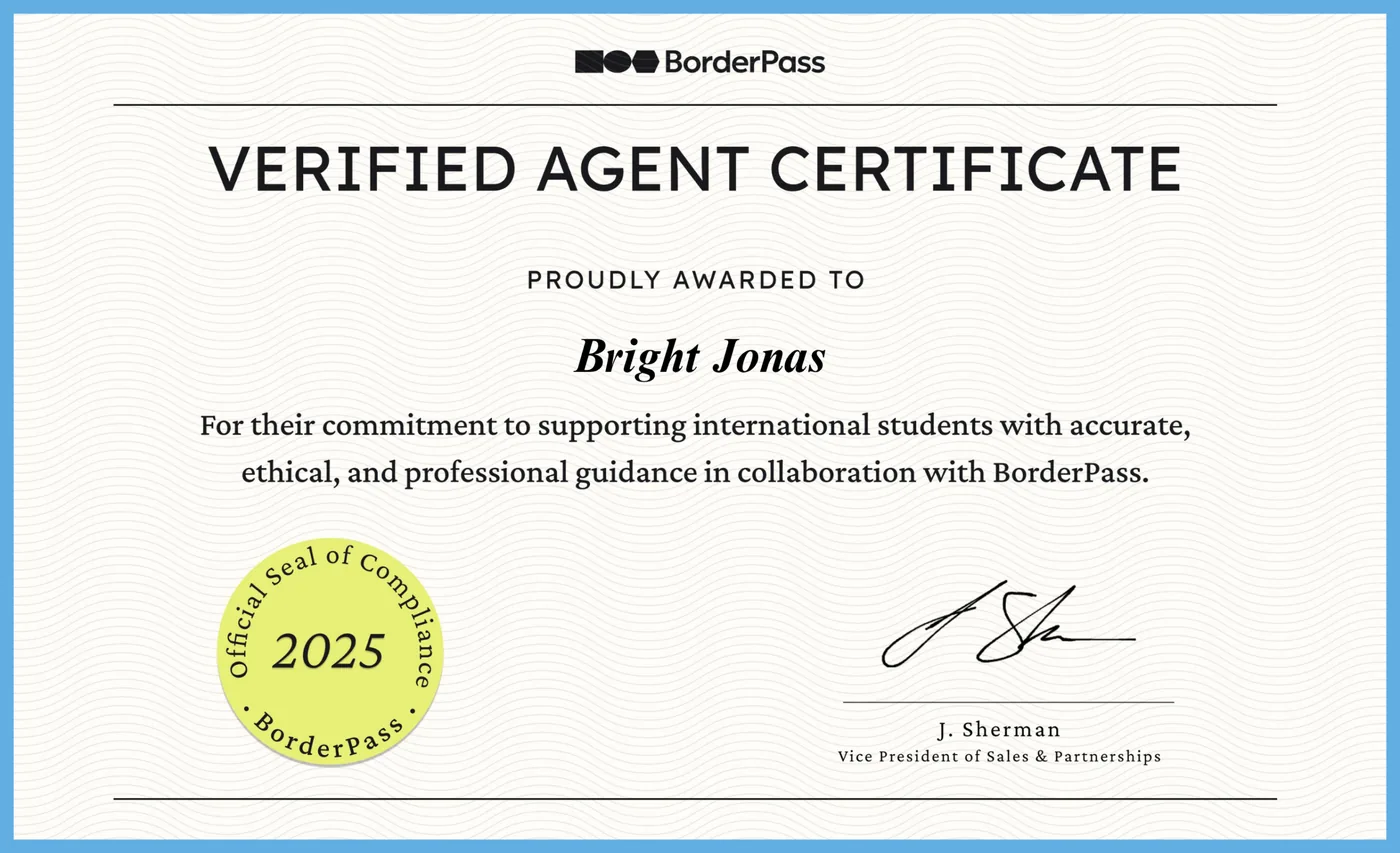 BorderPass
VERIFIED AGENT CERTIFICATE
PROUDLY AWARDED TO
Bright Jonas
For their commitment to supporting international students with accurate,
ethical, and professional guidance in collaboration with BorderPass.
Official Seal of Compliance
2025
· BorderPass ·
J. Sherman
Vice President of Sales & Partnerships